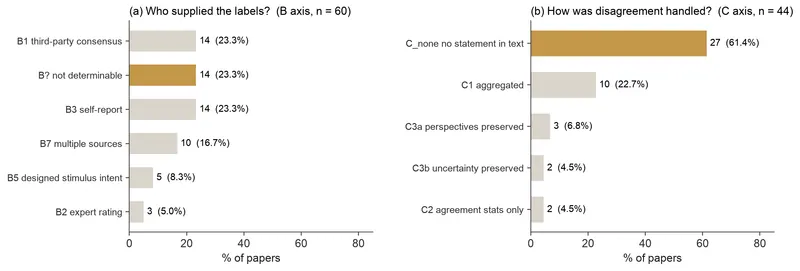 (a) Who supplied the labels?  (B axis, n = 60)
B1 third-party consensus 14 (23.3%)
B? not determinable 14 (23.3%)
B3 self-report 14 (23.3%)
B7 multiple sources 10 (16.7%)
B5 designed stimulus intent 5 (8.3%)
B2 expert rating 3 (5.0%)
0 20 40 60 80
% of papers
(b) How was disagreement handled?  (C axis, n = 44)
C_none no statement in text 27 (61.4%)
C1 aggregated 10 (22.7%)
C3a perspectives preserved 3 (6.8%)
C3b uncertainty preserved 2 (4.5%)
C2 agreement stats only 2 (4.5%)
0 20 40 60 80
% of papers